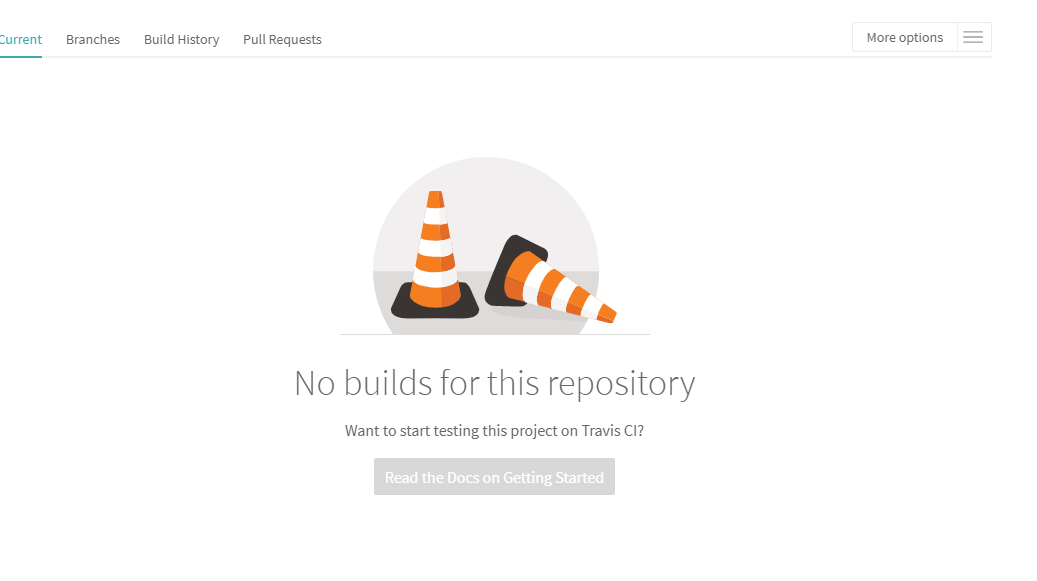 Current Branches Build History Pull Requests More options
No builds for this repository
Want to start testing this project on Travis CI?
Read the Docs on Getting Started